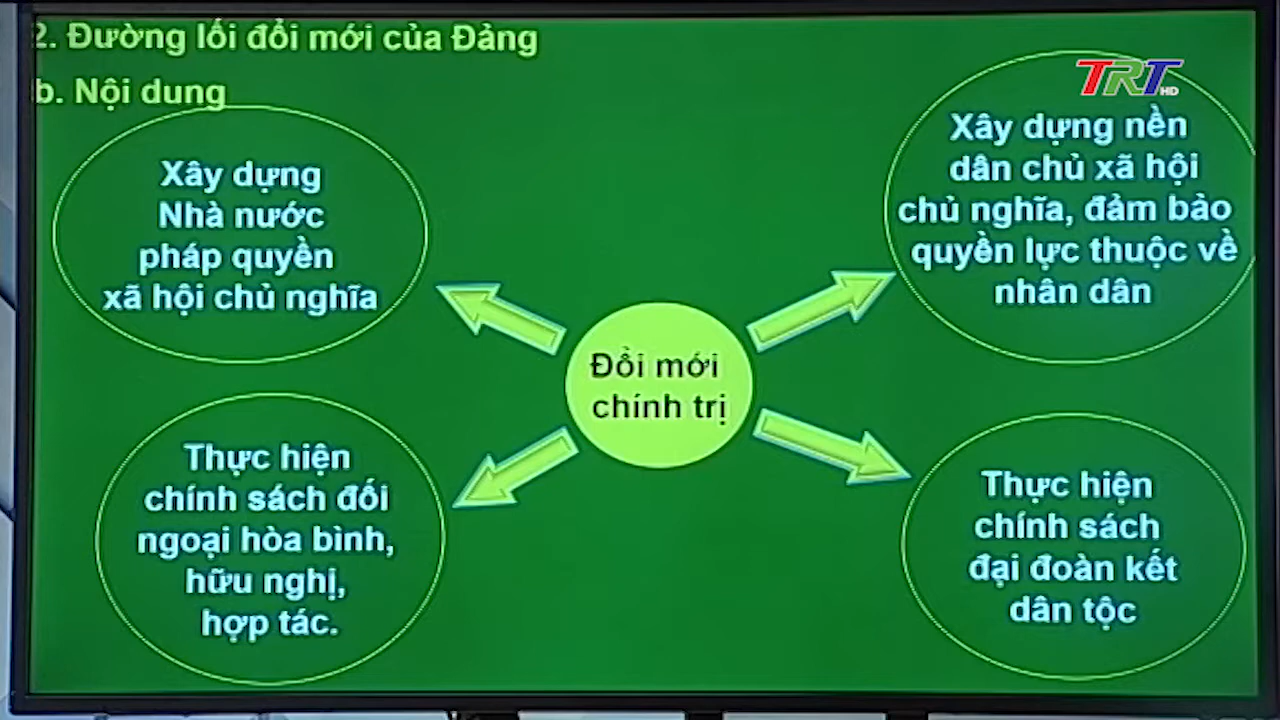 2. Đường lối đổi mới của Đảng
b. Nội dung
TRT HD
Xây dựng
Nhà nước
pháp quyền
xã hội chủ nghĩa
Xây dựng nền
dân chủ xã hội
chủ nghĩa, đảm bảo
quyền lực thuộc về
nhân dân
Đổi mới
chính trị
Thực hiện
chính sách đối
ngoại hòa bình,
hữu nghị,
hợp tác.
Thực hiện
chính sách
đại đoàn kết
dân tộc